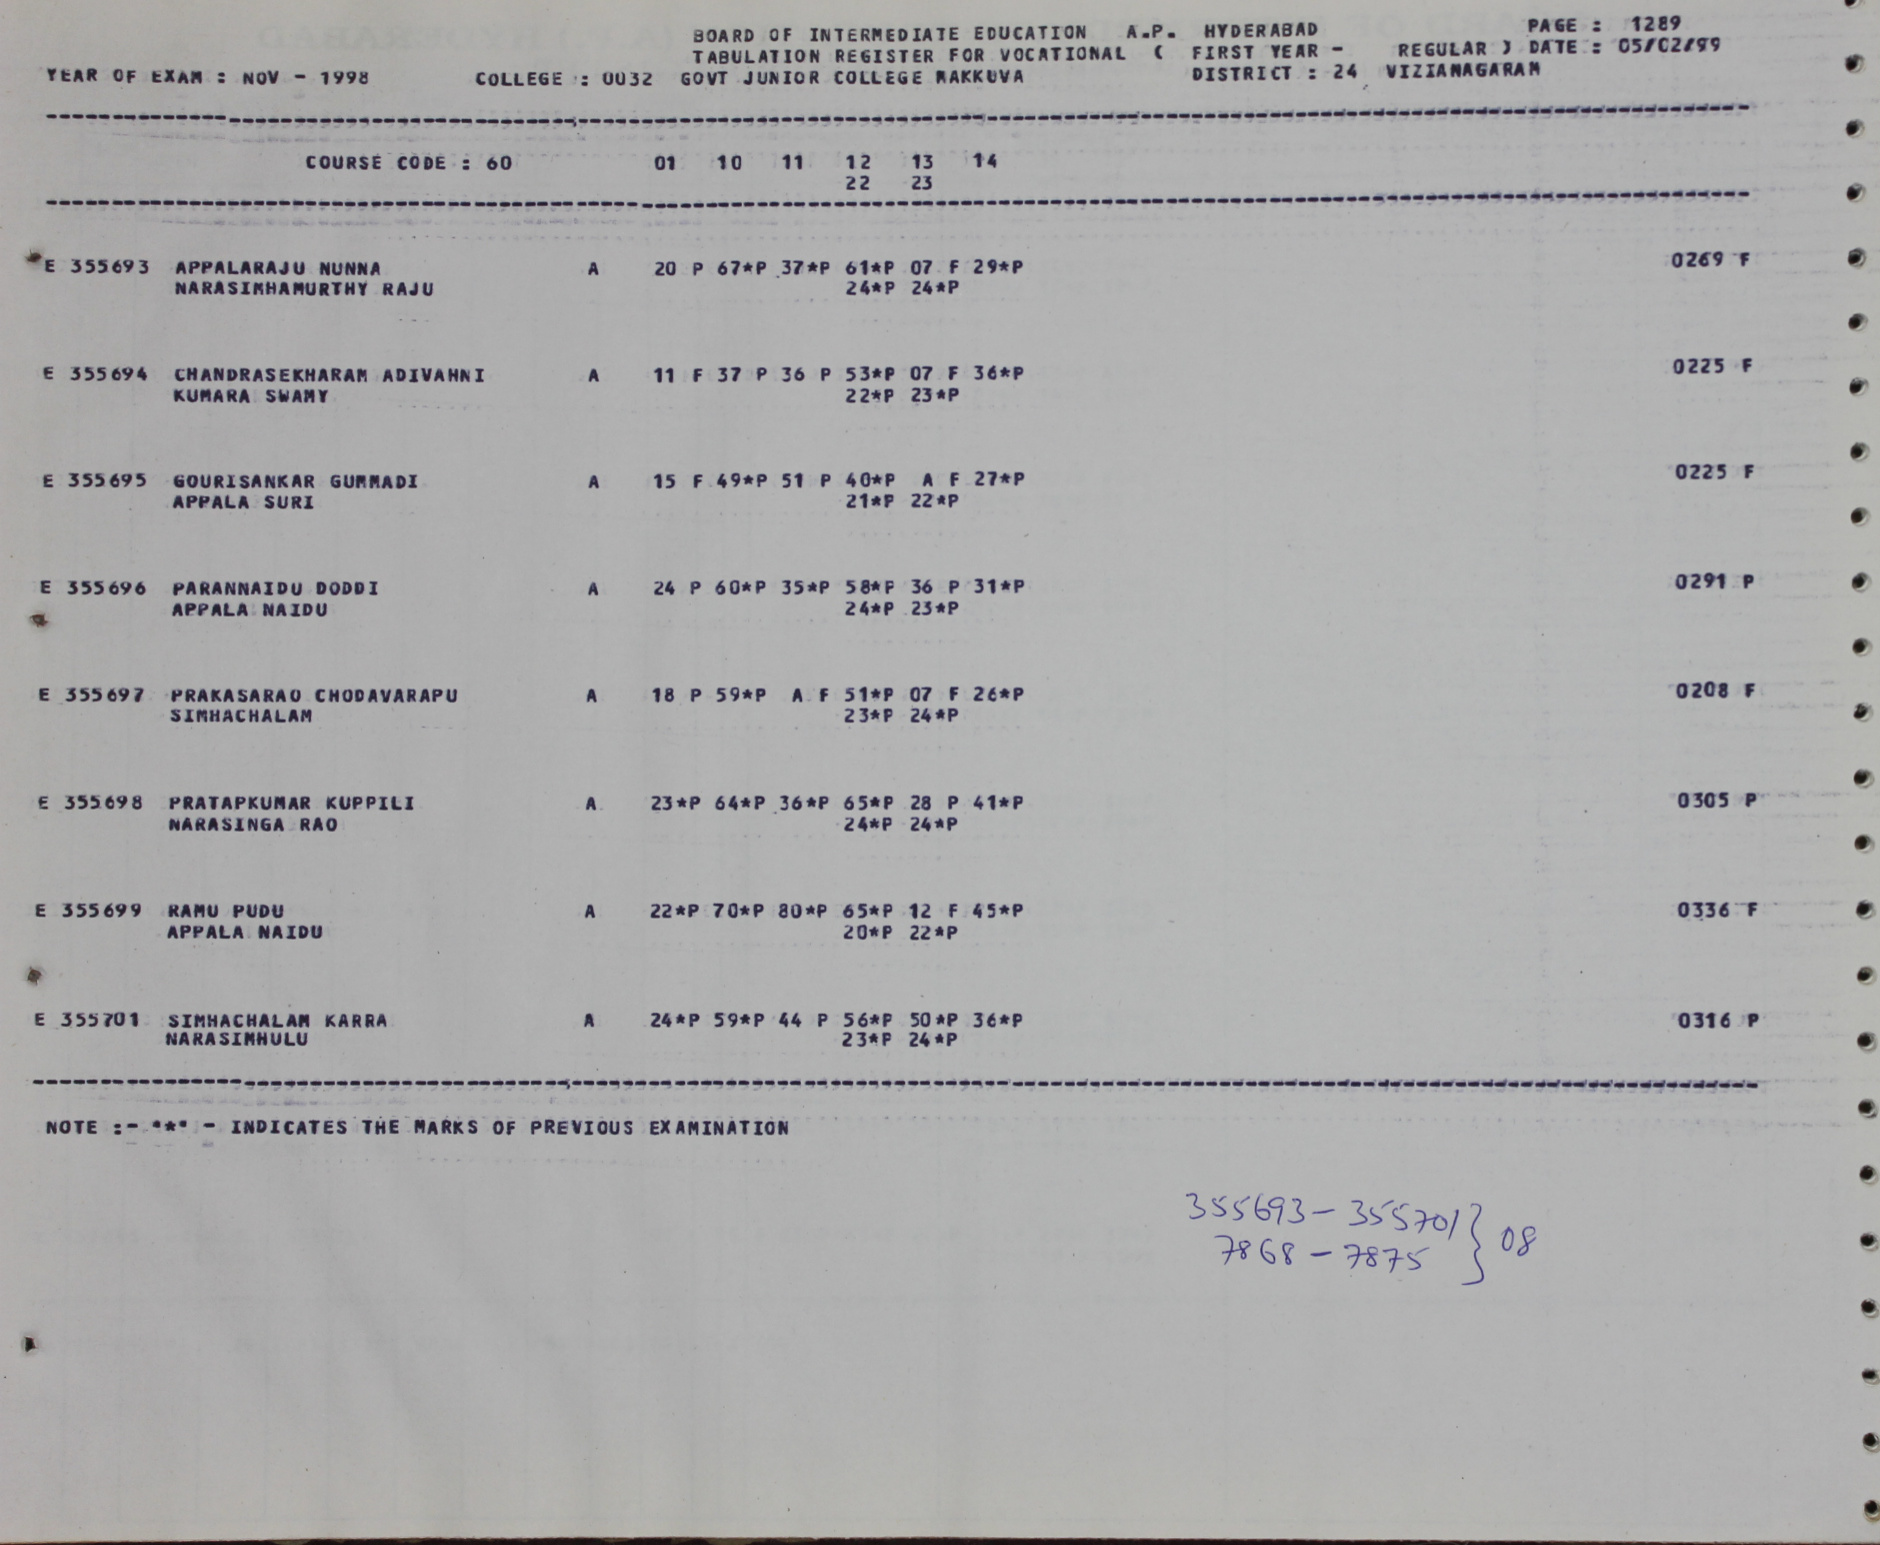 BOARD OF INTERMEDIATE EDUCATION A.P. HYDERABAD PAGE : 1289
TABULATION REGISTER FOR VOCATIONAL ( FIRST YEAR - REGULAR ) DATE : 05/02/99
YEAR OF EXAM : NOV - 1998 COLLEGE : 0032 GOVT JUNIOR COLLEGE MAKKUVA DISTRICT : 24 VIZIANAGARAM
COURSE CODE : 60 01 10 11 12 13 14
22 23
E 355693 APPALARAJU NUNNA A 20 P 67*P 37*P 61*P 07 F 29*P 0269 F
NARASIMHAMURTHY RAJU 24*P 24*P
E 355694 CHANDRASEKHARAM ADIVAHNI A 11 F 37 P 36 P 53*P 07 F 36*P 0225 F
KUMARA SWAMY 22*P 23*P
E 355695 GOURISANKAR GUMMADI A 15 F 49*P 51 P 40*P A F 27*P 0225 F
APPALA SURI 21*P 22*P
E 355696 PARANNAIDU DODDI A 24 P 60*P 35*P 58*P 36 P 31*P 0291 P
APPALA NAIDU 24*P 23*P
E 355697 PRAKASARAO CHODAVARAPU A 18 P 59*P A F 51*P 07 F 26*P 0208 F
SIMHACHALAM 23*P 24*P
E 355698 PRATAPKUMAR KUPPILI A 23*P 64*P 36*P 65*P 28 P 41*P 0305 P
NARASINGA RAO 24*P 24*P
E 355699 RAMU PUDU A 22*P 70*P 80*P 65*P 12 F 45*P 0336 F
APPALA NAIDU 20*P 22*P
E 355701 SIMHACHALAM KARRA A 24*P 59*P 44 P 56*P 50*P 36*P 0316 P
NARASIMHULU 23*P 24*P
NOTE :- "*" - INDICATES THE MARKS OF PREVIOUS EXAMINATION
355693 - 355701 } 08
7868 - 7875